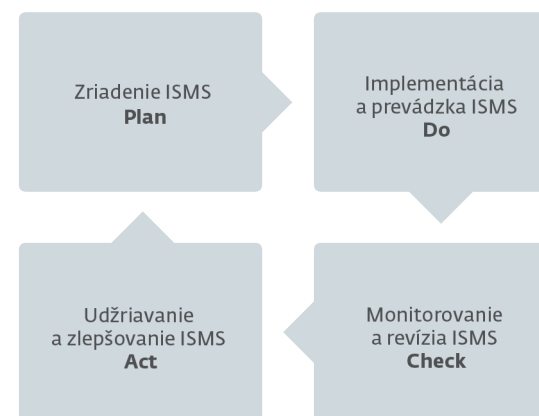 Zriadenie ISMS
Plan
Implementácia
a prevádzka ISMS
Do
Udžriavanie
a zlepšovanie ISMS
Act
Monitorovanie
a revízia ISMS
Check